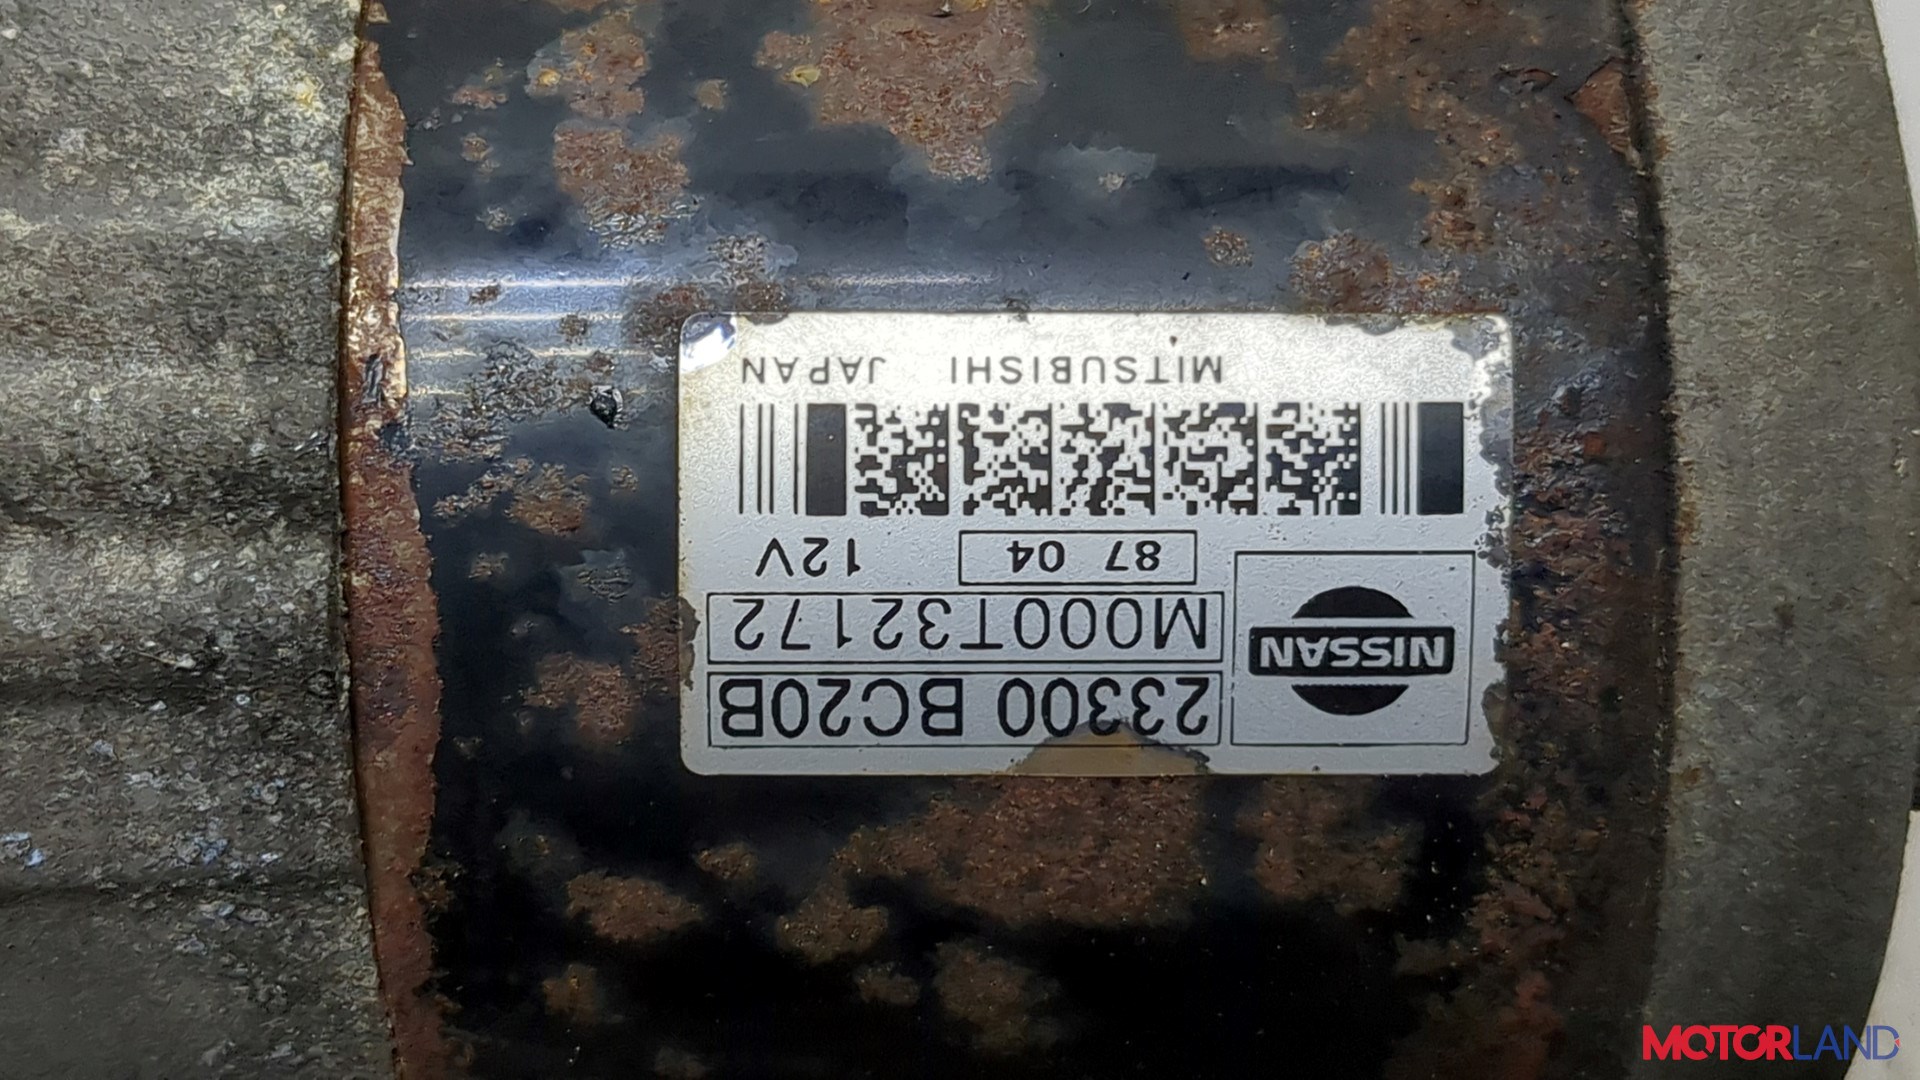 NISSAN
23300 BC20B
M000T32172
87 04 12V
MITSUBISHI JAPAN
MOTORLAND